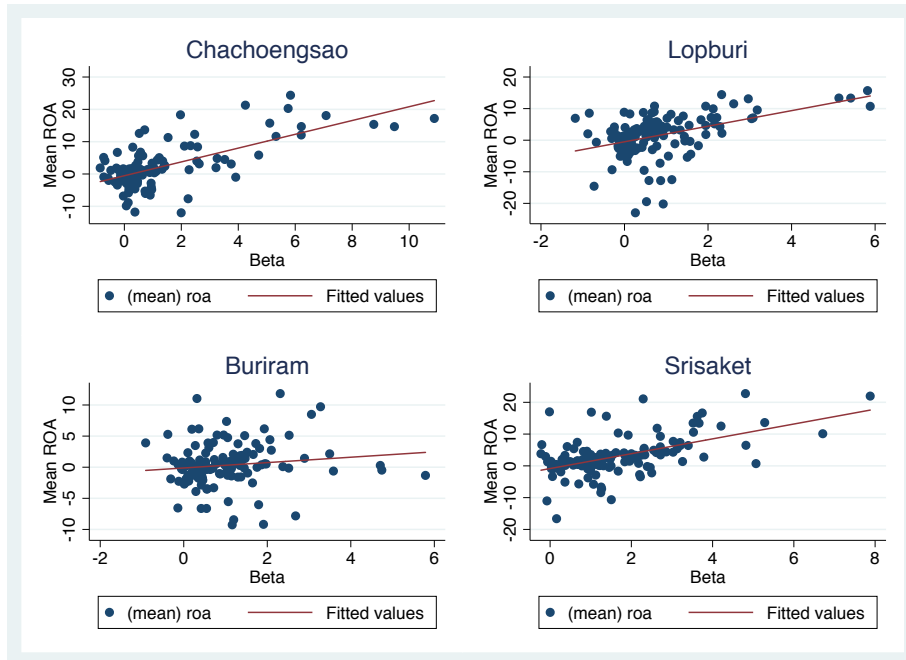 Chachoengsao
Mean ROA
30
20
10
0
-10
0 2 4 6 8 10
Beta
(mean) roa Fitted values
Lopburi
Mean ROA
20
10
0
-10
-20
-2 0 2 4 6
Beta
(mean) roa Fitted values
Buriram
Mean ROA
10
5
0
-5
-10
-2 0 2 4 6
Beta
(mean) roa Fitted values
Srisaket
Mean ROA
20
10
0
-10
-20
0 2 4 6 8
Beta
(mean) roa Fitted values